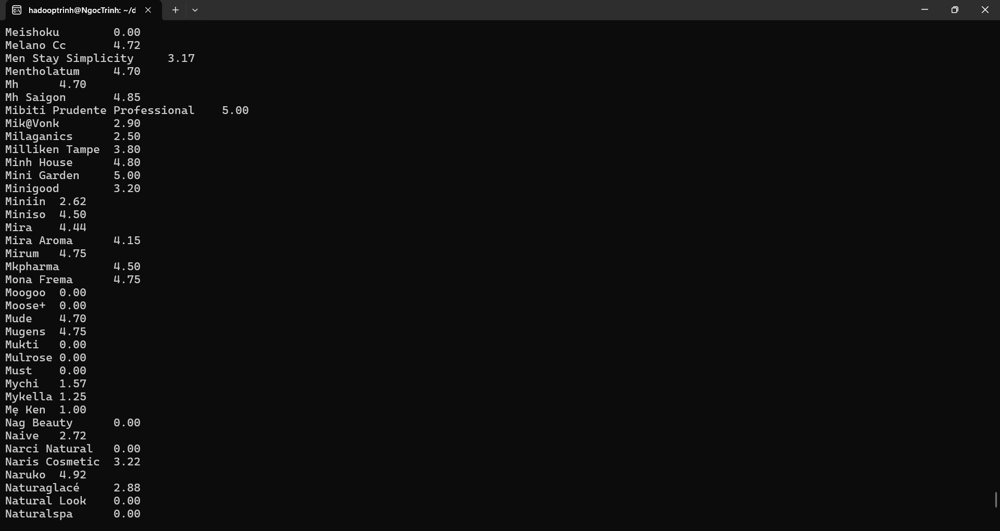 hadooptrinh@NgocTrinh: ~/d
Meishoku 0.00
Melano Cc 4.72
Men Stay Simplicity 3.17
Mentholatum 4.70
Mh 4.70
Mh Saigon 4.85
Mibiti Prudente Professional 5.00
Mik@Vonk 2.90
Milaganics 2.50
Milliken Tampe 3.80
Minh House 4.80
Mini Garden 5.00
Minigood 3.20
Miniin 2.62
Miniso 4.50
Mira 4.44
Mira Aroma 4.15
Mirum 4.75
Mkpharma 4.50
Mona Frema 4.75
Moogoo 0.00
Moose+ 0.00
Mude 4.70
Mugens 4.75
Mukti 0.00
Mulrose 0.00
Must 0.00
Mychi 1.57
Mykella 1.25
Mẹ Ken 1.00
Nag Beauty 0.00
Naive 2.72
Narci Natural 0.00
Naris Cosmetic 3.22
Naruko 4.92
Naturaglacé 2.88
Natural Look 0.00
Naturalspa 0.00